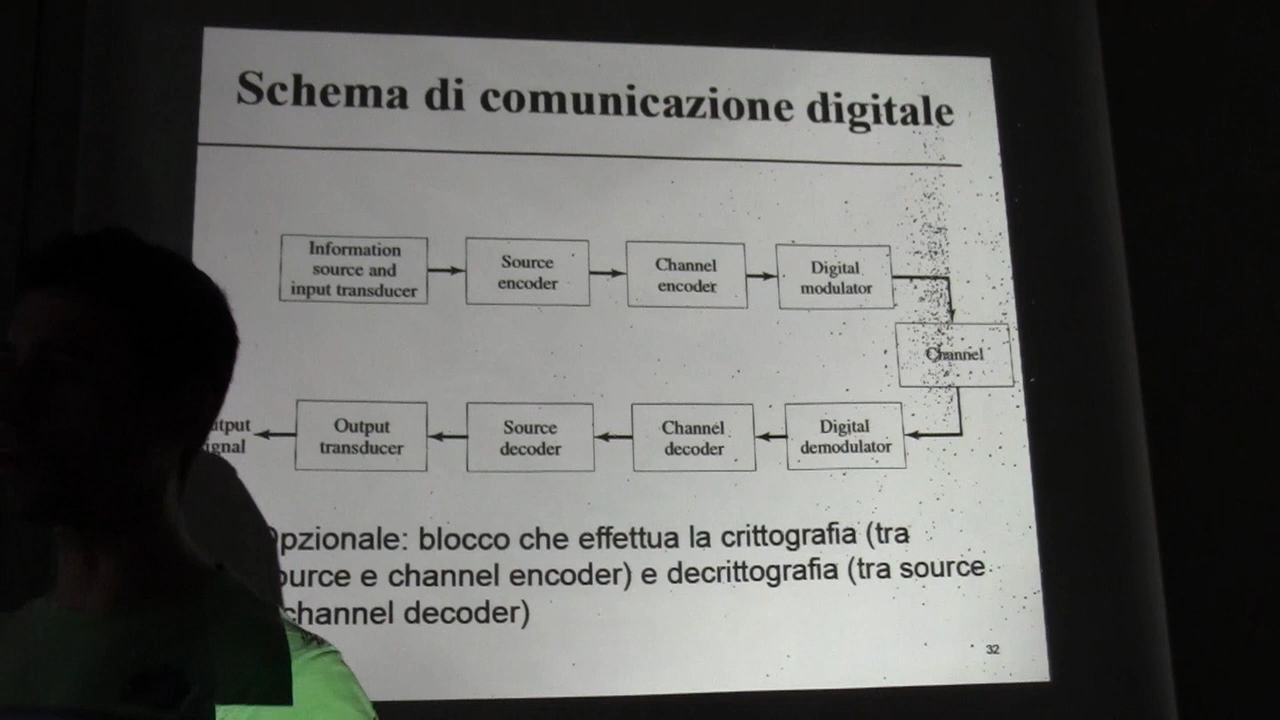 Schema di comunicazione digitale
Information
source and
input transducer
Source
encoder
Channel
encoder
Digital
modulator
Channel
Output
transducer
Source
decoder
Channel
decoder
Digital
demodulator
pzionale: blocco che effettua la crittografia (tra
ource e channel encoder) e decrittografia (tra source
channel decoder)
32